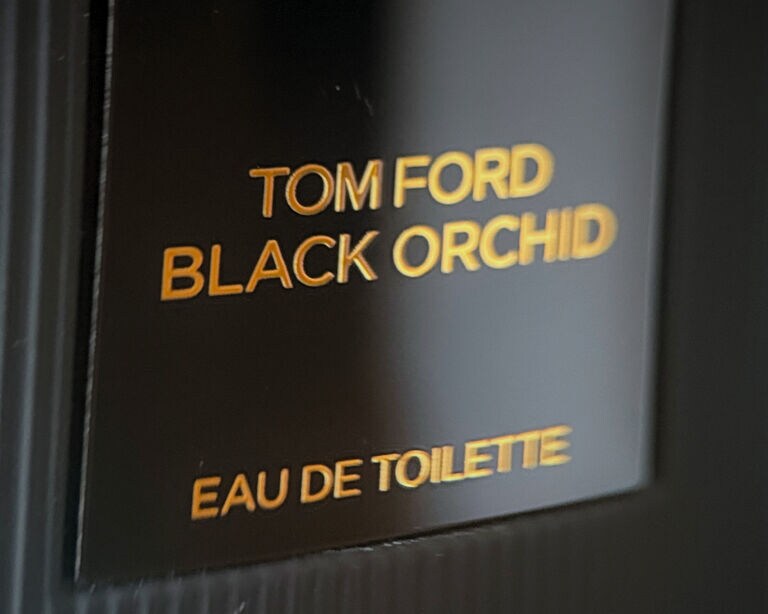 TOM FORD
BLACK ORCHID
EAU DE TOILETTE